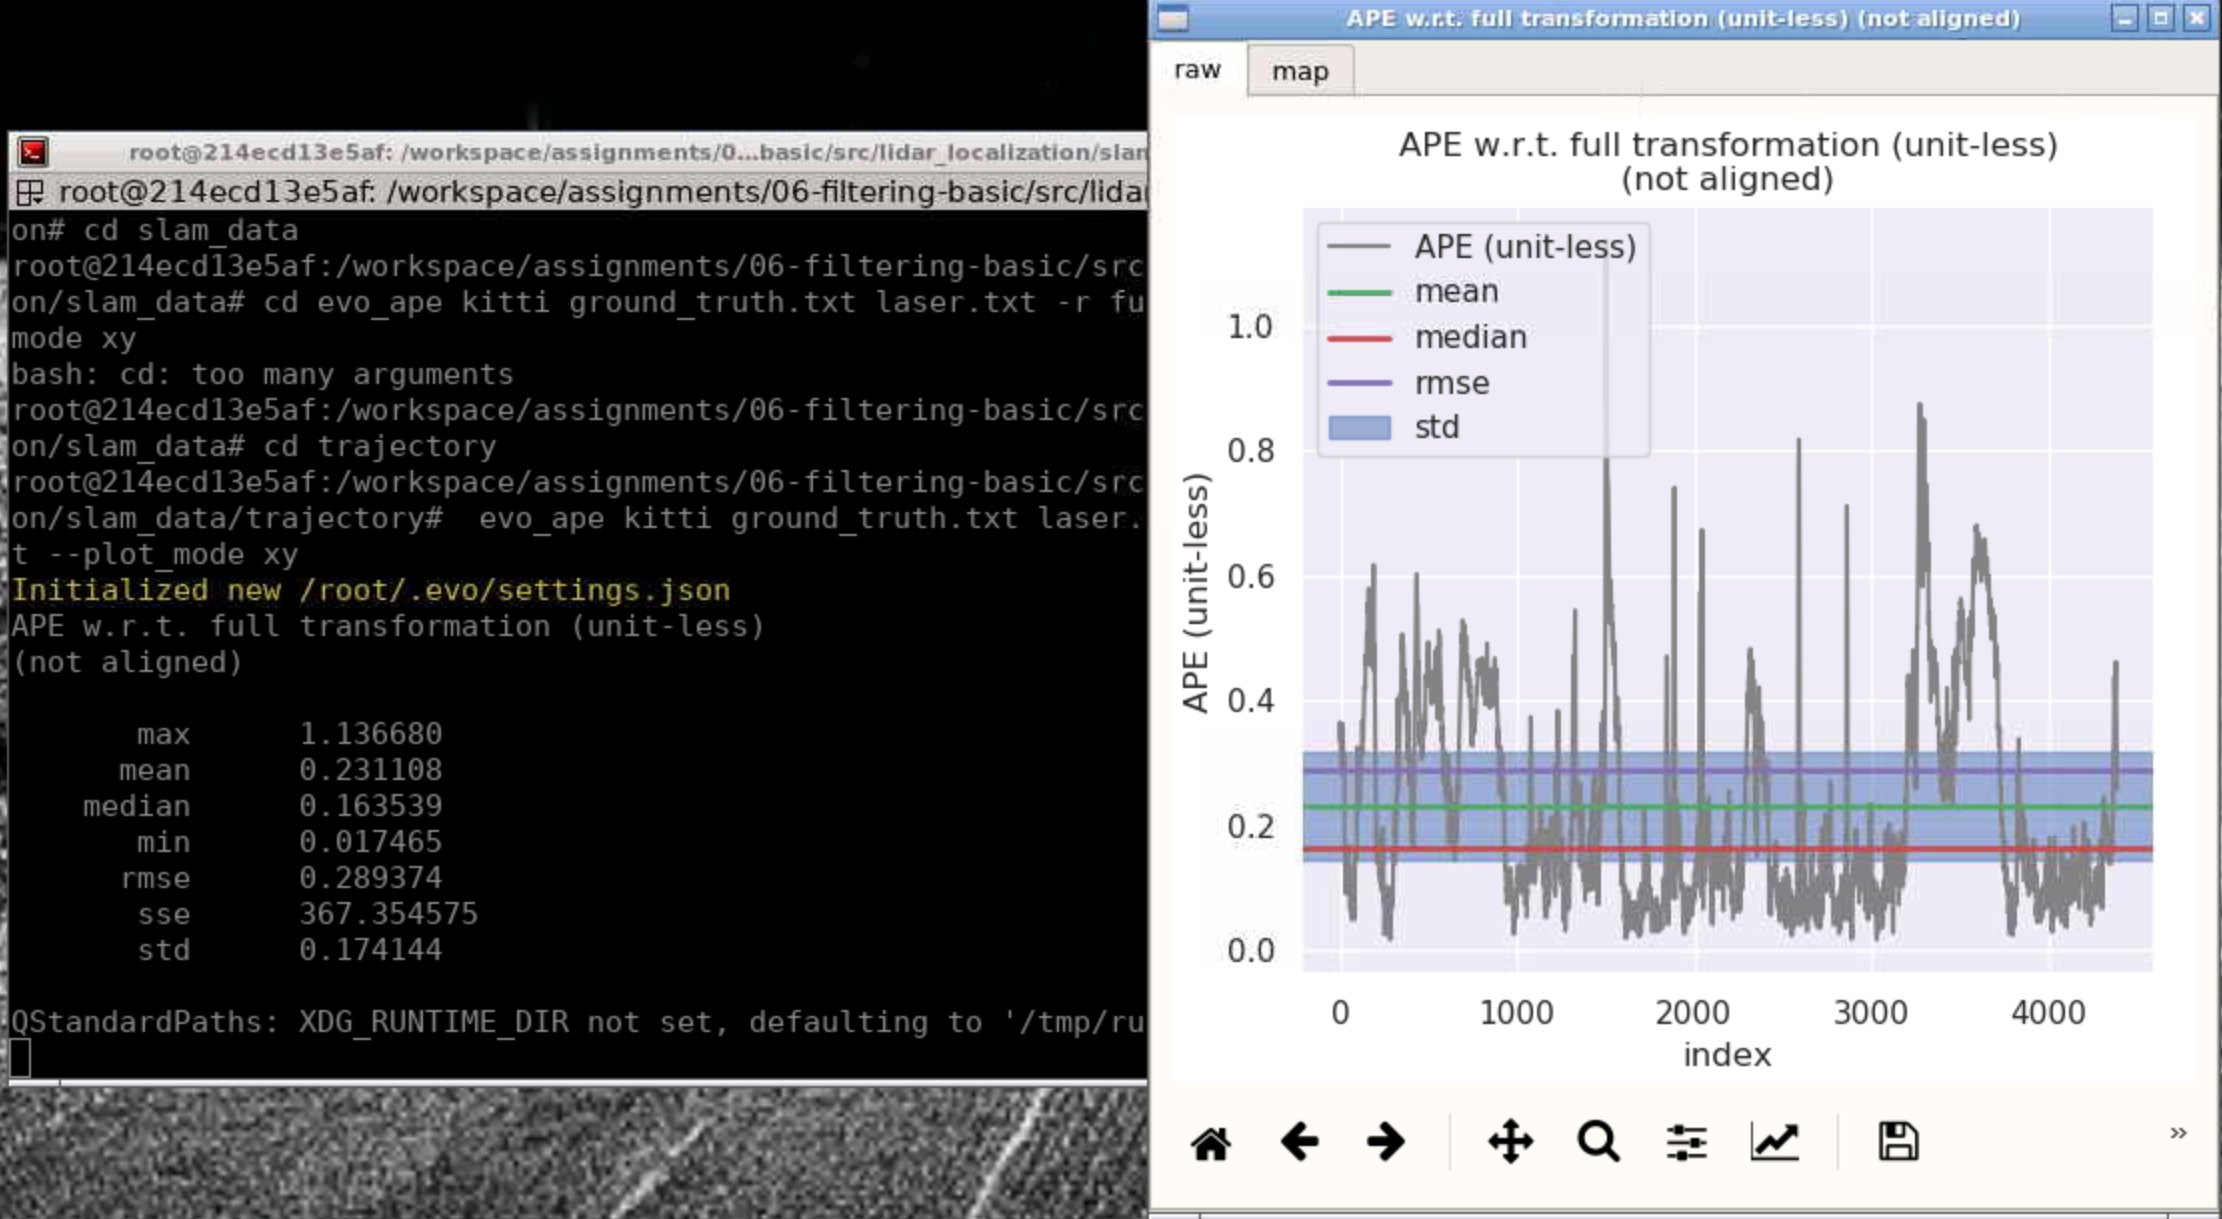 root@214ecd13e5af: /workspace/assignments/0...basic/src/lidar_localization/slam
root@214ecd13e5af: /workspace/assignments/06-filtering-basic/src/lidar
on# cd slam_data
root@214ecd13e5af:/workspace/assignments/06-filtering-basic/src
on/slam_data# cd evo_ape kitti ground_truth.txt laser.txt -r fu
mode xy
bash: cd: too many arguments
root@214ecd13e5af:/workspace/assignments/06-filtering-basic/src
on/slam_data# cd trajectory
root@214ecd13e5af:/workspace/assignments/06-filtering-basic/src
on/slam_data/trajectory#  evo_ape kitti ground_truth.txt laser.
t --plot_mode xy
Initialized new /root/.evo/settings.json
APE w.r.t. full transformation (unit-less)
(not aligned)
max 1.136680
mean 0.231108
median 0.163539
min 0.017465
rmse 0.289374
sse 367.354575
std 0.174144
QStandardPaths: XDG_RUNTIME_DIR not set, defaulting to '/tmp/ru
APE w.r.t. full transformation (unit-less) (not aligned)
raw map
APE w.r.t. full transformation (unit-less)
(not aligned)
APE (unit-less)
mean
median
rmse
std
APE (unit-less)
1.0
0.8
0.6
0.4
0.2
0.0
0 1000 2000 3000 4000
index
»